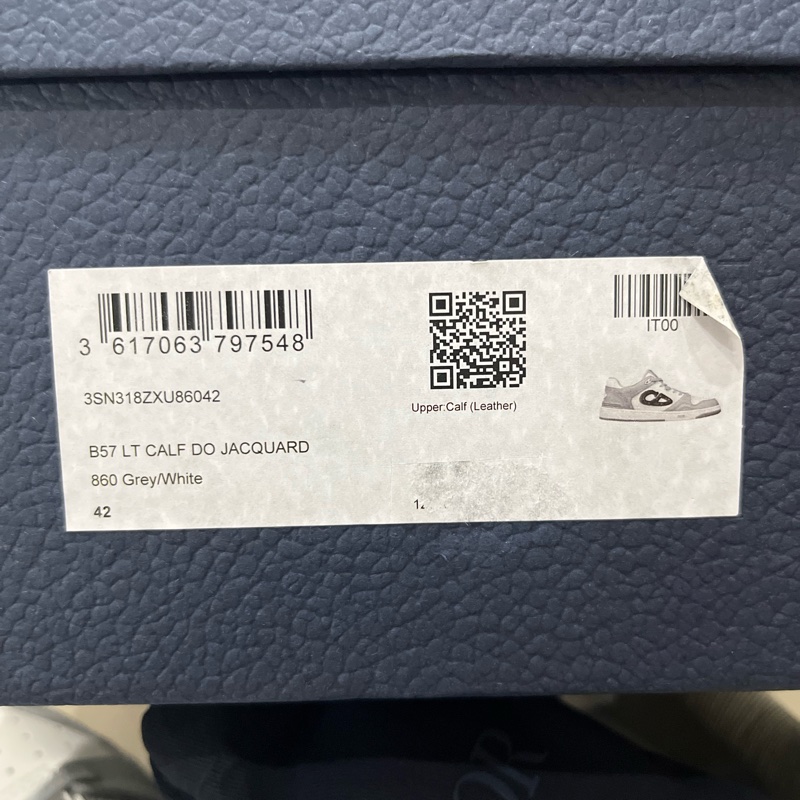 3 617063 797548
IT00
3SN318ZXU86042
Upper:Calf (Leather)
B57 LT CALF DO JACQUARD
860 Grey/White
42